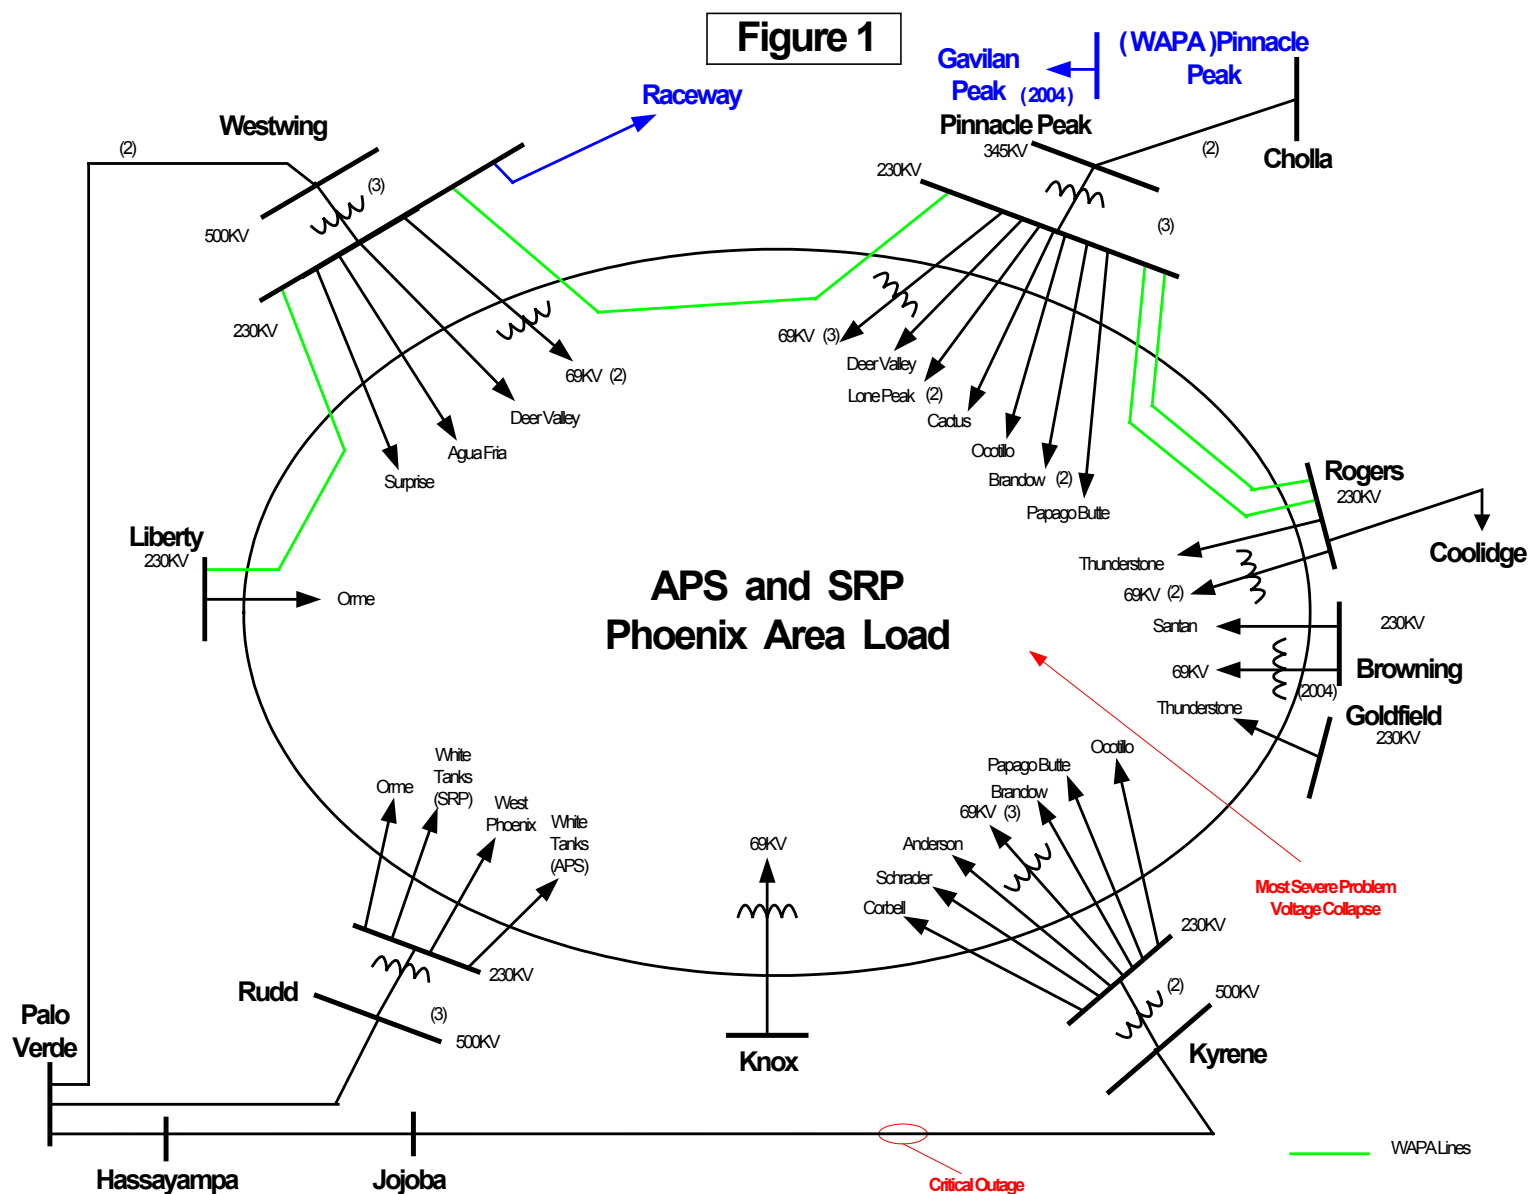 Figure 1
(WAPA)Pinnacle
Peak
Gavilan
Peak (2004)
Raceway
Westwing
Pinnacle Peak
345KV
Cholla
(2)
(2)
230KV
(3)
(3)
500KV
230KV
69KV (3)
Deer Valley
69KV (2)
Lone Peak (2)
Deer Valley
Cactus
Agua Fria
Ocotillo
Surprise
Brandow (2)
Papago Butte
Rogers
230KV
Liberty
230KV
Thunderstone
Coolidge
69KV (2)
Orme
APS and SRP
Phoenix Area Load
Santan
230KV
69KV
Browning
(2004)
Thunderstone
Goldfield
230KV
White
Tanks
(SRP)
Orme
West
Phoenix
White
Tanks
(APS)
69KV
Ocotillo
Papago Butte
Brandow
69KV (3)
Anderson
Schrader
Corbell
Most Severe Problem
Voltage Collapse
230KV
230KV
(2)
500KV
Rudd
(3)
500KV
Palo
Verde
Knox
Kyrene
Hassayampa
Jojoba
Critical Outage
WAPA Lines